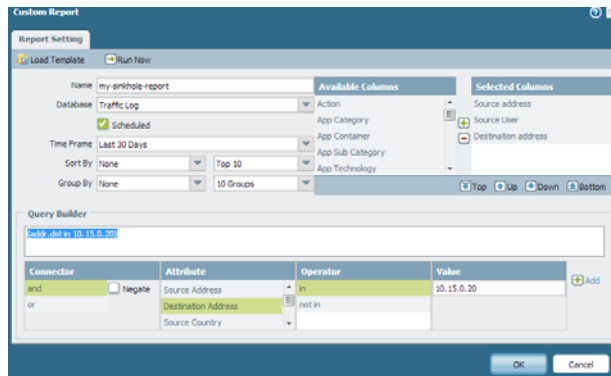 Custom Report
Report Setting
Load Template Run Now
Name my-sinkhole-report
Database Traffic Log
Scheduled
Time Frame Last 30 Days
Sort By None Top 10
Group By None 10 Groups
Available Columns
Action
App Category
App Container
App Sub Category
App Technology
Selected Columns
Source address
Source User
Destination address
Top Up Down Bottom
Query Builder
(addr.dst in 10.15.0.20)
Connector Attribute Operator Value
and Negate Source Address in 10.15.0.20 Add
or Destination Address not in
Source Country
OK Cancel